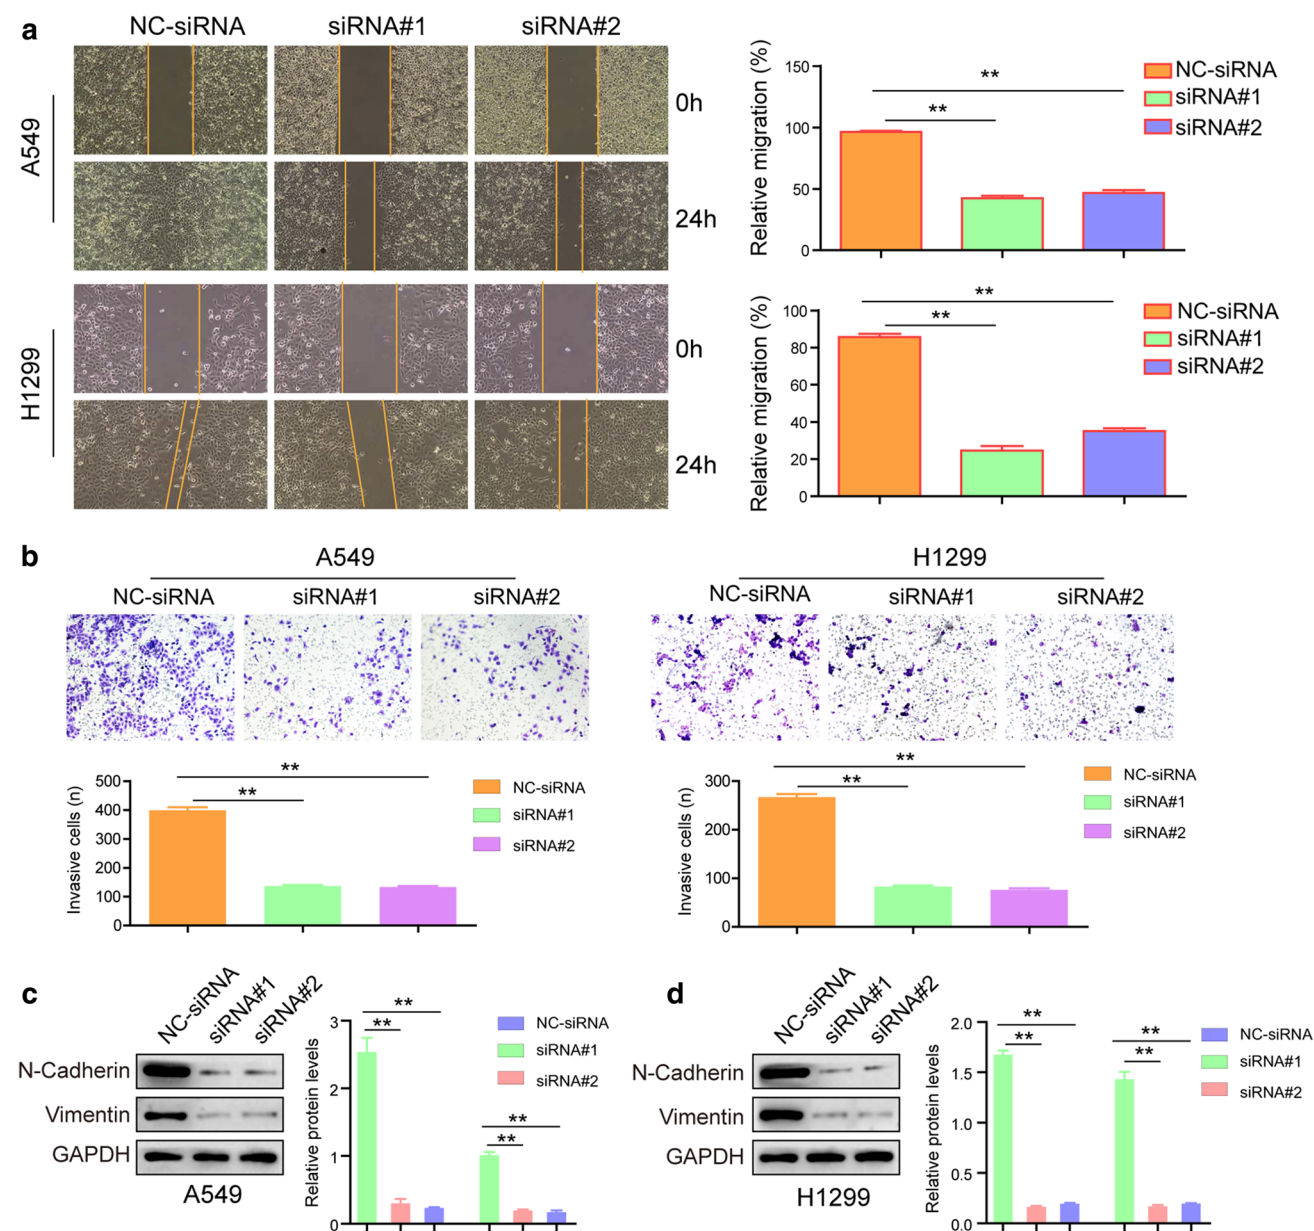 a
NC-siRNA siRNA#1 siRNA#2
A549
0h
24h
H1299
0h
24h
Relative migration (%)
150
100
50
0
**
**
NC-siRNA
siRNA#1
siRNA#2
Relative migration (%)
100
80
60
40
20
0
**
**
NC-siRNA
siRNA#1
siRNA#2
b
A549
NC-siRNA siRNA#1 siRNA#2
H1299
NC-siRNA siRNA#1 siRNA#2
Invasive cells (n)
500
400
300
200
100
0
**
**
NC-siRNA
siRNA#1
siRNA#2
Invasive cells (n)
300
200
100
0
**
**
NC-siRNA
siRNA#1
siRNA#2
c
NC-siRNA siRNA#1 siRNA#2
N-Cadherin
Vimentin
GAPDH
A549
Relative protein levels
3
2
1
0
**
**
**
**
NC-siRNA
siRNA#1
siRNA#2
d
NC-siRNA siRNA#1 siRNA#2
N-Cadherin
Vimentin
GAPDH
H1299
Relative protein levels
2.0
1.5
1.0
0.5
0.0
**
**
**
**
NC-siRNA
siRNA#1
siRNA#2